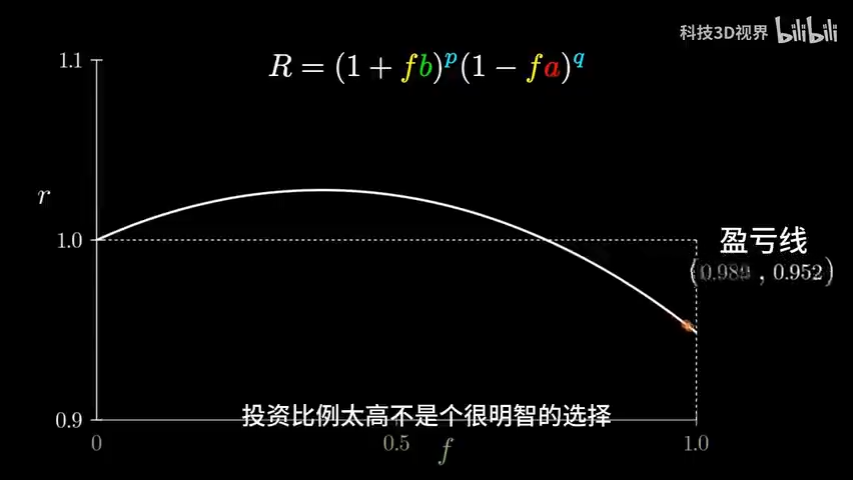 科技3D视界 bilibili
R = (1 + fb)^p (1 − fa)^q
1.1
r
1.0
盈亏线
, 0.952)
0.9
投资比例太高不是个很明智的选择
0
0.5
1.0
f